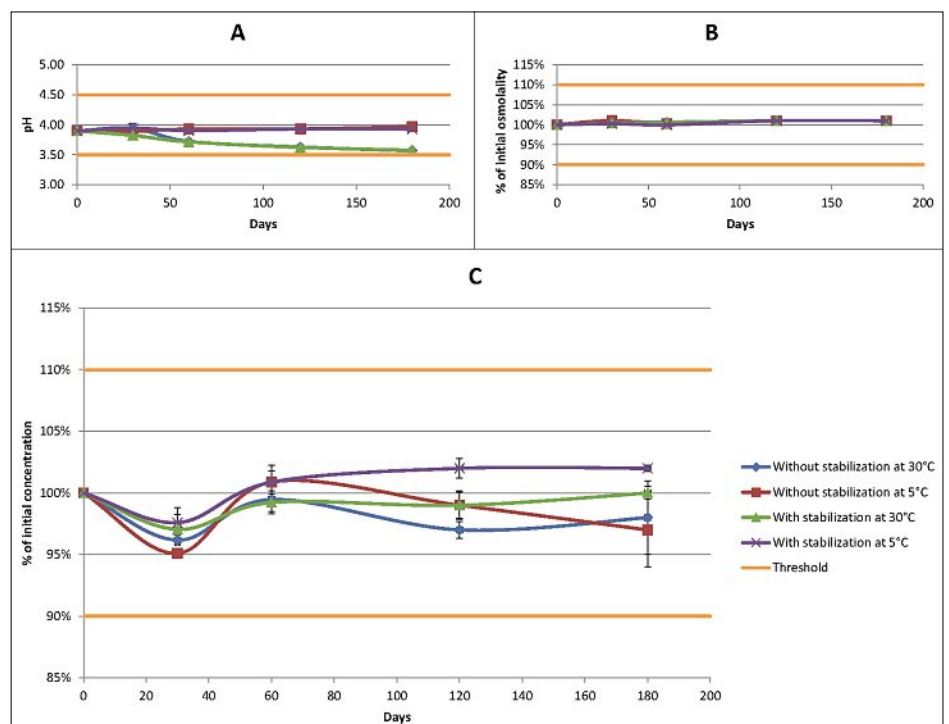 A
5.00
4.50
4.00
3.50
3.00
pH
0 50 100 150 200
Days
B
115%
110%
105%
100%
95%
90%
85%
% of initial osmolality
0 50 100 150 200
Days
C
115%
110%
105%
100%
95%
90%
85%
% of initial concentration
0 20 40 60 80 100 120 140 160 180 200
Days
Without stabilization at 30°C
Without stabilization at 5°C
With stabilization at 30°C
With stabilization at 5°C
Threshold